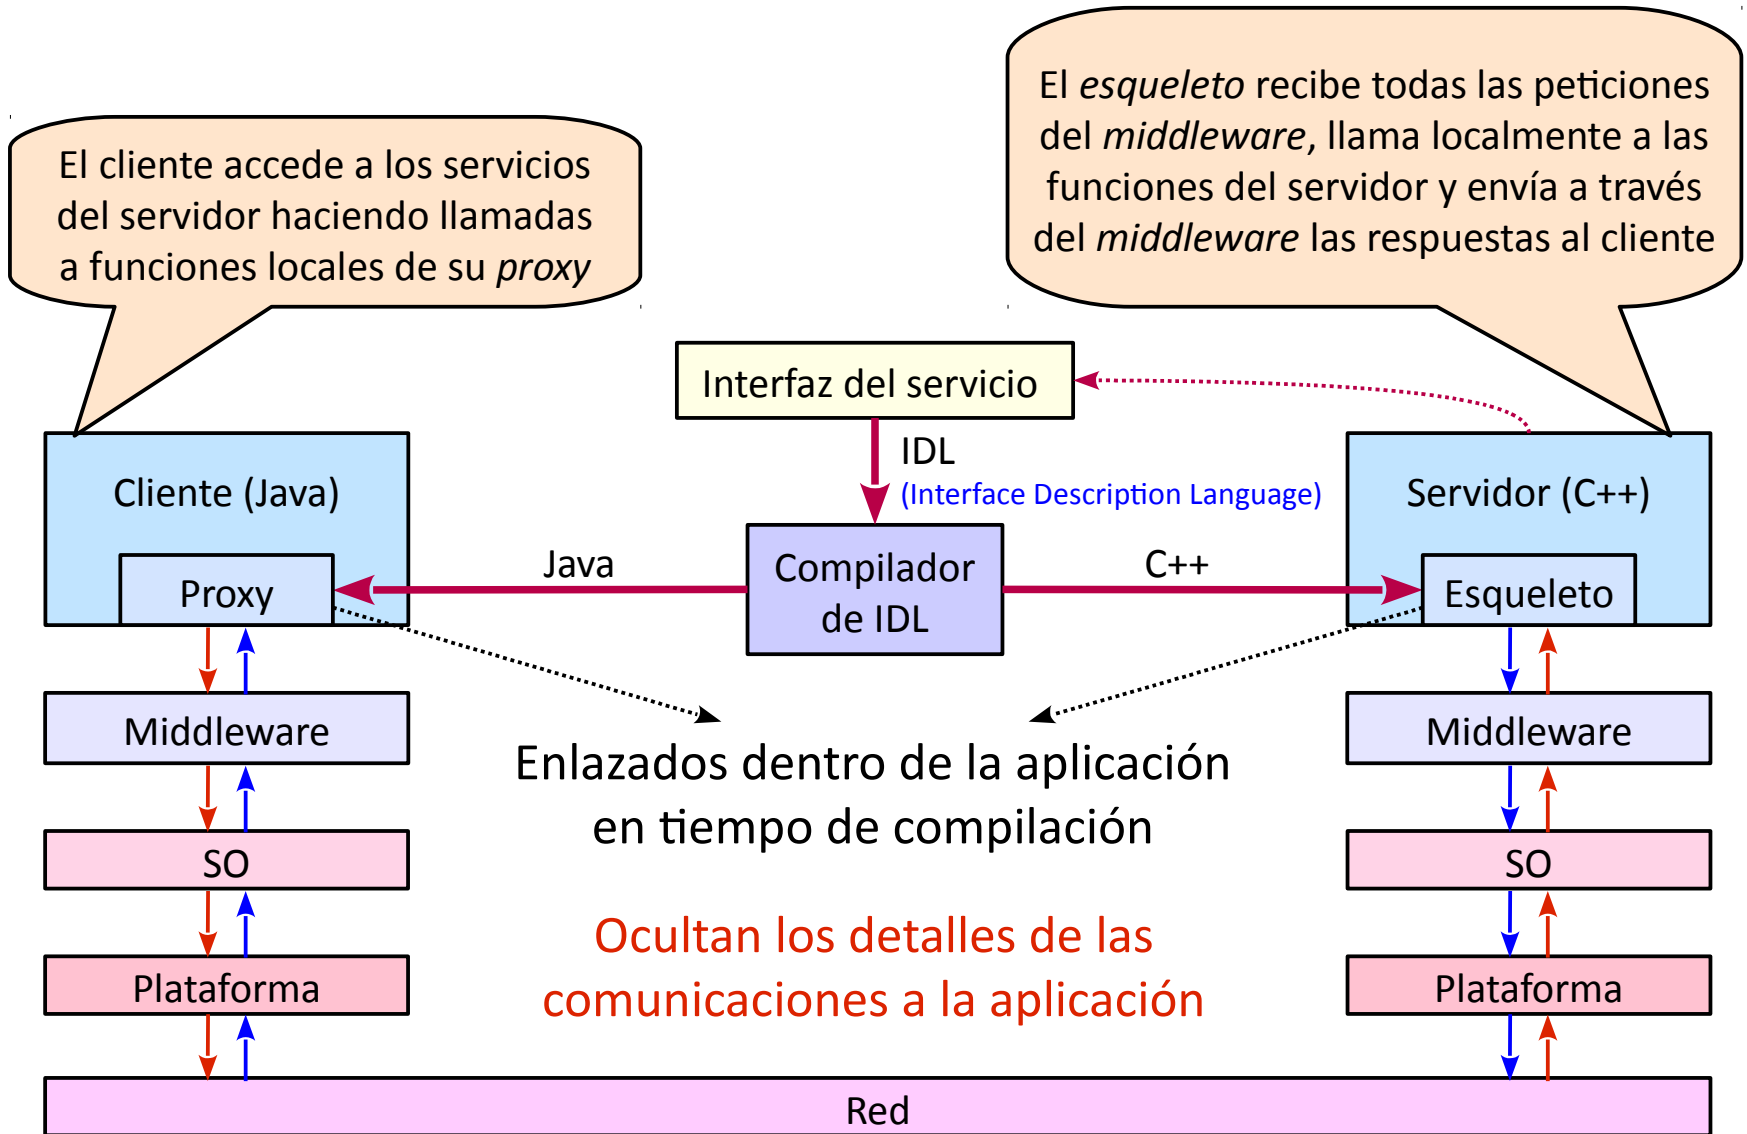 El cliente accede a los servicios
del servidor haciendo llamadas
a funciones locales de su proxy
El esqueleto recibe todas las peticiones
del middleware, llama localmente a las
funciones del servidor y envía a través
del middleware las respuestas al cliente
Interfaz del servicio
IDL
(Interface Description Language)
Cliente (Java)
Servidor (C++)
Proxy
Java
Compilador
de IDL
C++
Esqueleto
Middleware
Middleware
Enlazados dentro de la aplicación
en tiempo de compilación
SO
SO
Ocultan los detalles de las
comunicaciones a la aplicación
Plataforma
Plataforma
Red